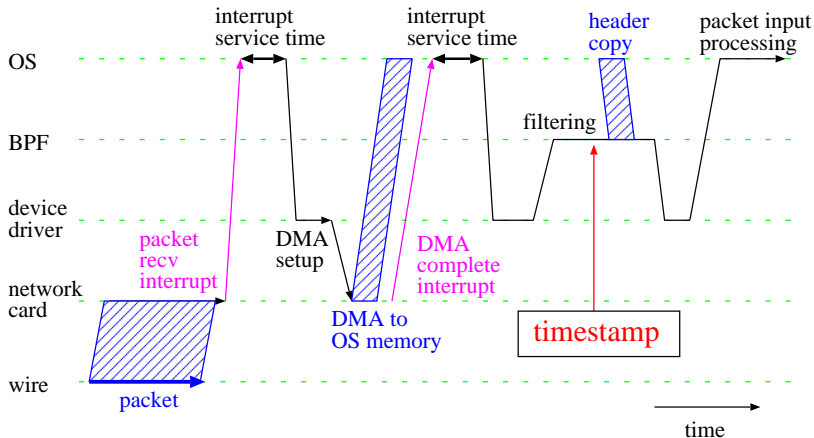 interrupt
service time
interrupt
service time
header
copy
packet input
processing
OS
BPF
filtering
device
driver
packet
recv
interrupt
DMA
setup
DMA
complete
interrupt
network
card
DMA to
OS memory
timestamp
wire
packet
time